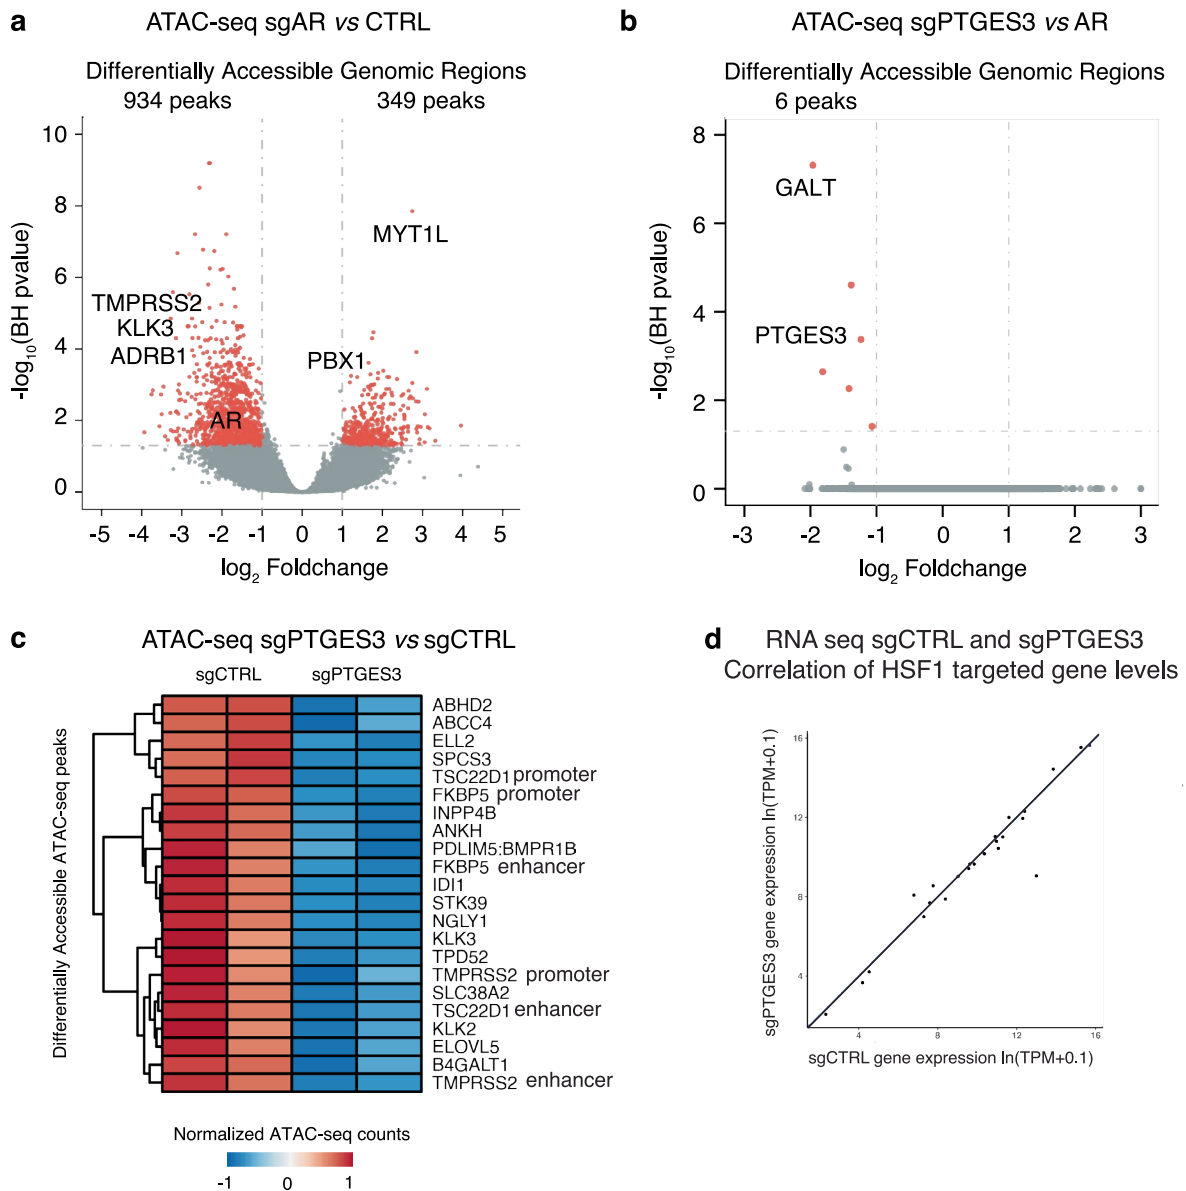 a
ATAC-seq sgAR vs CTRL
Differentially Accessible Genomic Regions
934 peaks 349 peaks
10
8
6
4
2
0
-log10(BH pvalue)
MYT1L
TMPRSS2
KLK3
ADRB1
PBX1
AR
-5 -4 -3 -2 -1 0 1 2 3 4 5
log2 Foldchange
b
ATAC-seq sgPTGES3 vs AR
Differentially Accessible Genomic Regions
6 peaks
8
6
4
2
0
-log10(BH pvalue)
GALT
PTGES3
-3 -2 -1 0 1 2 3
log2 Foldchange
c
ATAC-seq sgPTGES3 vs sgCTRL
sgCTRL sgPTGES3
Differentially Accessible ATAC-seq peaks
ABHD2
ABCC4
ELL2
SPCS3
TSC22D1 promoter
FKBP5 promoter
INPP4B
ANKH
PDLIM5:BMPR1B
FKBP5 enhancer
IDI1
STK39
NGLY1
KLK3
TPD52
TMPRSS2 promoter
SLC38A2
TSC22D1 enhancer
KLK2
ELOVL5
B4GALT1
TMPRSS2 enhancer
Normalized ATAC-seq counts
-1 0 1
d
RNA seq sgCTRL and sgPTGES3
Correlation of HSF1 targeted gene levels
sgPTGES3 gene expression ln(TPM+0.1)
16
12
8
4
4 8 12 16
sgCTRL gene expression ln(TPM+0.1)